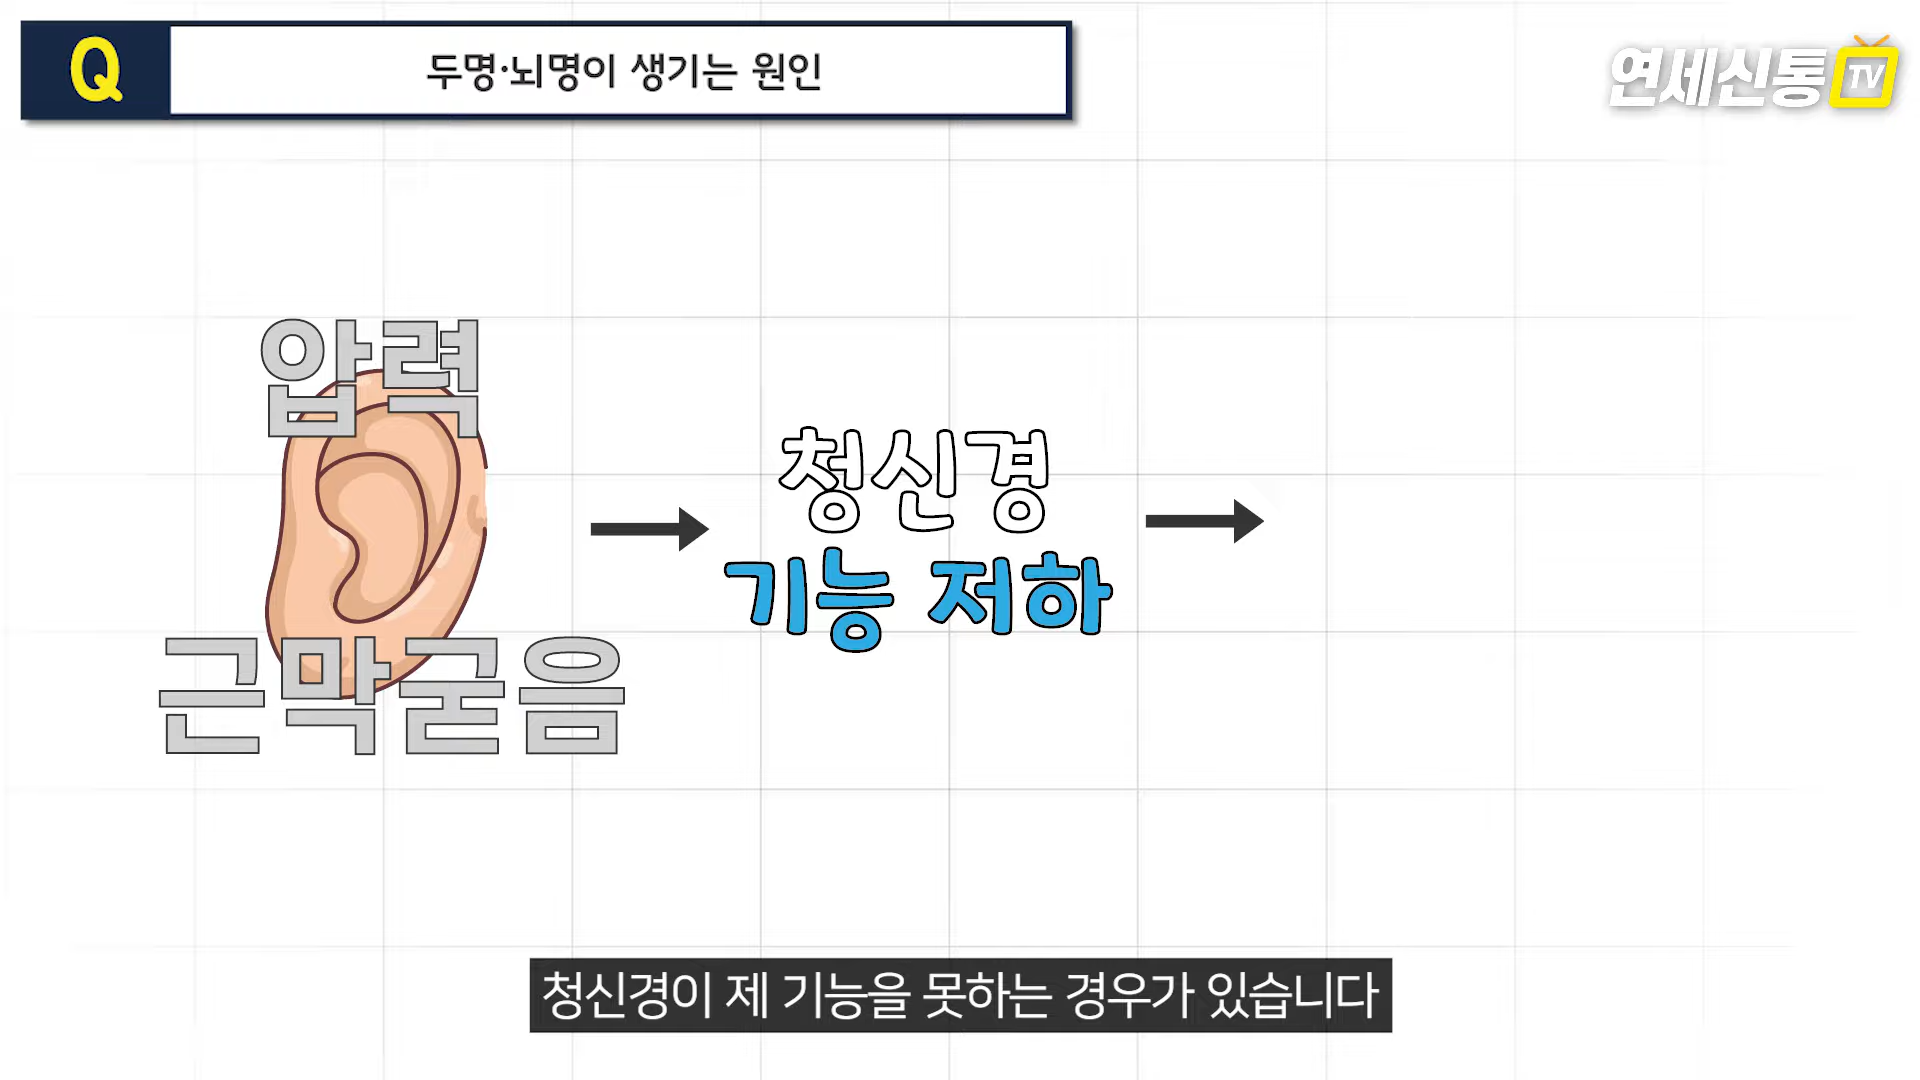 Q
두명·뇌명이 생기는 원인
연세신통 TV
압력
근막굳음
청신경
기능 저하
청신경이 제 기능을 못하는 경우가 있습니다